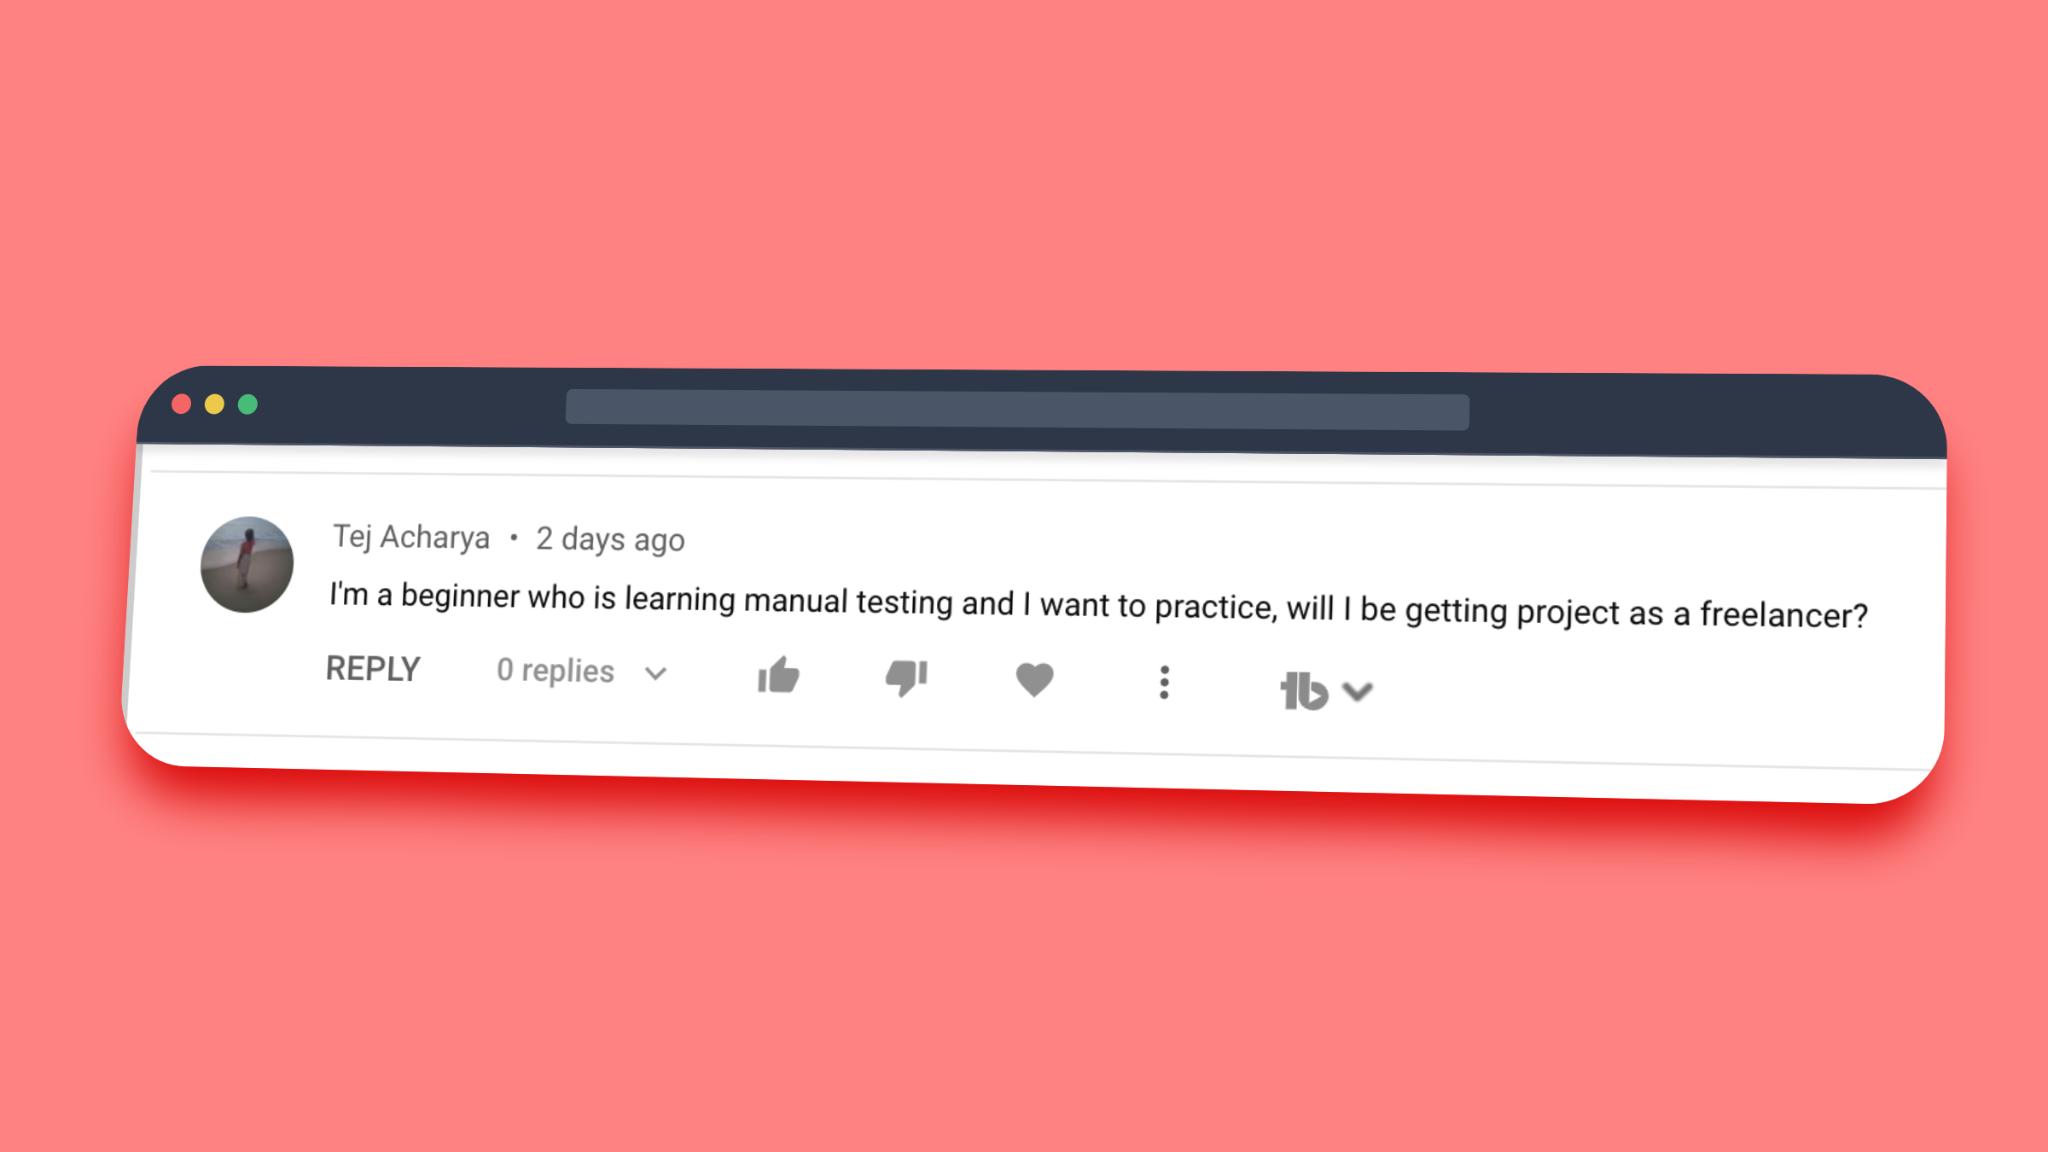 Tej Acharya • 2 days ago
I'm a beginner who is learning manual testing and I want to practice, will I be getting project as a freelancer?
REPLY 0 replies
tb